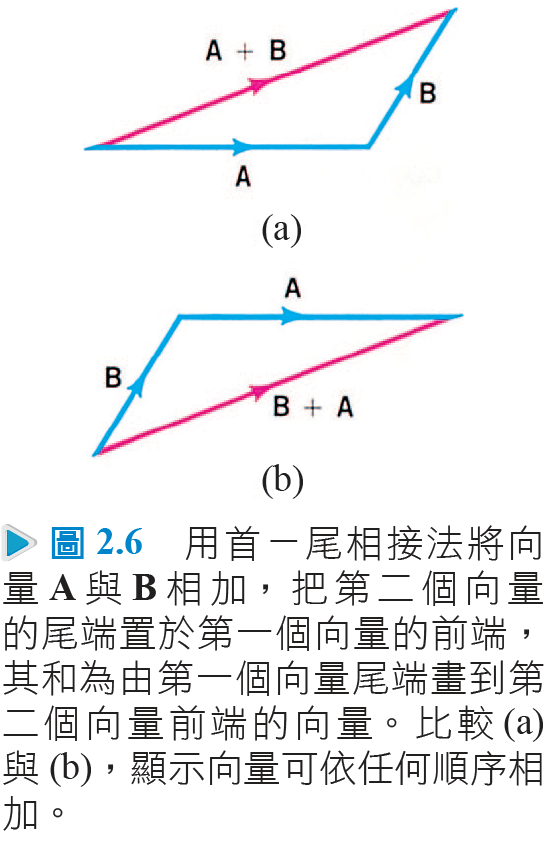 A + B
B
A
(a)
A
B
B + A
(b)
圖 2.6 用首－尾相接法將向
量 A 與 B 相加，把第二個向量
的尾端置於第一個向量的前端，
其和為由第一個向量尾端畫到第
二個向量前端的向量。比較 (a)
與 (b)，顯示向量可依任何順序相
加。